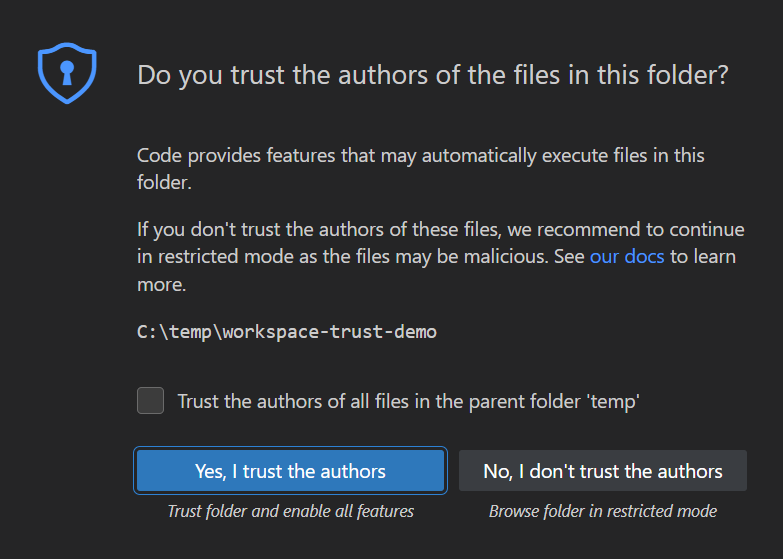 Do you trust the authors of the files in this folder?
Code provides features that may automatically execute files in this
folder.
If you don't trust the authors of these files, we recommend to continue
in restricted mode as the files may be malicious. See our docs to learn
more.
C:\temp\workspace-trust-demo
Trust the authors of all files in the parent folder 'temp'
Yes, I trust the authors
No, I don't trust the authors
Trust folder and enable all features
Browse folder in restricted mode